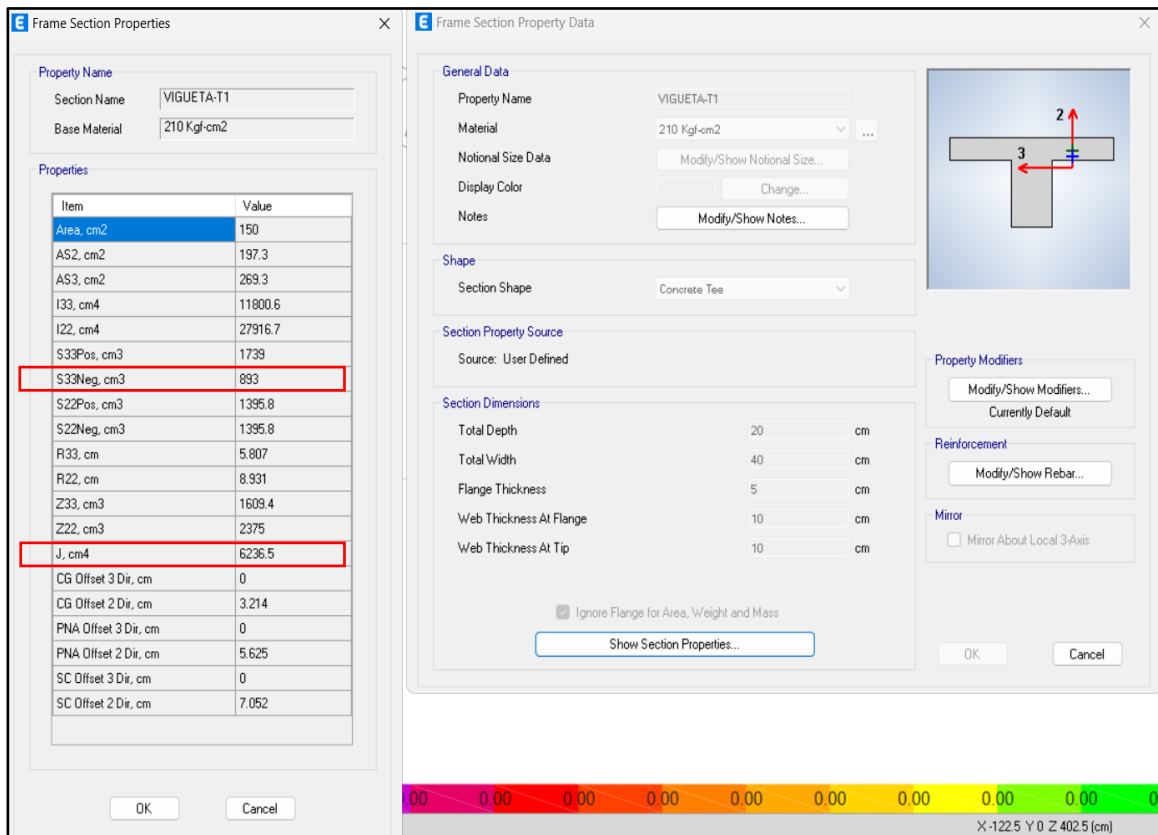 Frame Section Properties
Property Name
Section Name VIGUETA-T1
Base Material 210 Kgf-cm2
Properties
Item Value
Area, cm2 150
AS2, cm2 197.3
AS3, cm2 269.3
I33, cm4 11800.6
I22, cm4 27916.7
S33Pos, cm3 1739
S33Neg, cm3 893
S22Pos, cm3 1395.8
S22Neg, cm3 1395.8
R33, cm 5.807
R22, cm 8.931
Z33, cm3 1609.4
Z22, cm3 2375
J, cm4 6236.5
CG Offset 3 Dir, cm 0
CG Offset 2 Dir, cm 3.214
PNA Offset 3 Dir, cm 0
PNA Offset 2 Dir, cm 5.625
SC Offset 3 Dir, cm 0
SC Offset 2 Dir, cm 7.052
OK Cancel
Frame Section Property Data
General Data
Property Name VIGUETA-T1
Material 210 Kgf-cm2 ...
Notional Size Data Modify/Show Notional Size...
Display Color Change...
Notes Modify/Show Notes...
2
3
Shape
Section Shape Concrete Tee
Section Property Source
Source: User Defined
Section Dimensions
Total Depth 20 cm
Total Width 40 cm
Flange Thickness 5 cm
Web Thickness At Flange 10 cm
Web Thickness At Tip 10 cm
Ignore Flange for Area, Weight and Mass
Show Section Properties...
Property Modifiers
Modify/Show Modifiers...
Currently Default
Reinforcement
Modify/Show Rebar...
Mirror
Mirror About Local 3-Axis
OK Cancel
0.00 0.00 0.00 0.00 0.00 0.00 0.00 0.00
X -122.5 Y 0 Z 402.5 (cm)